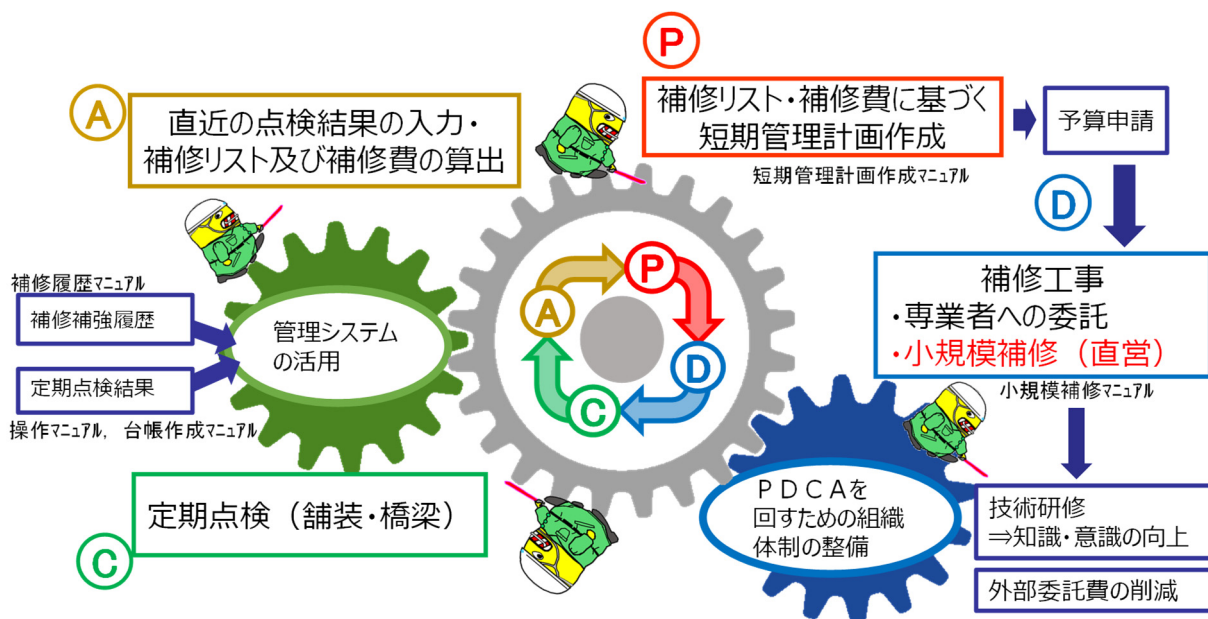 P
A
直近の点検結果の入力・
補修リスト及び補修費の算出
補修リスト・補修費に基づく
短期管理計画作成
短期管理計画作成ﾏﾆｭｱﾙ
予算申請
D
補修工事
・専業者への委託
・小規模補修（直営）
小規模補修ﾏﾆｭｱﾙ
補修履歴ﾏﾆｭｱﾙ
補修補強履歴
定期点検結果
操作ﾏﾆｭｱﾙ，台帳作成ﾏﾆｭｱﾙ
管理システム
の活用
A
P
D
C
C
定期点検（舗装・橋梁）
ＰＤＣＡを
回すための組織
体制の整備
技術研修
⇒知識・意識の向上
外部委託費の削減